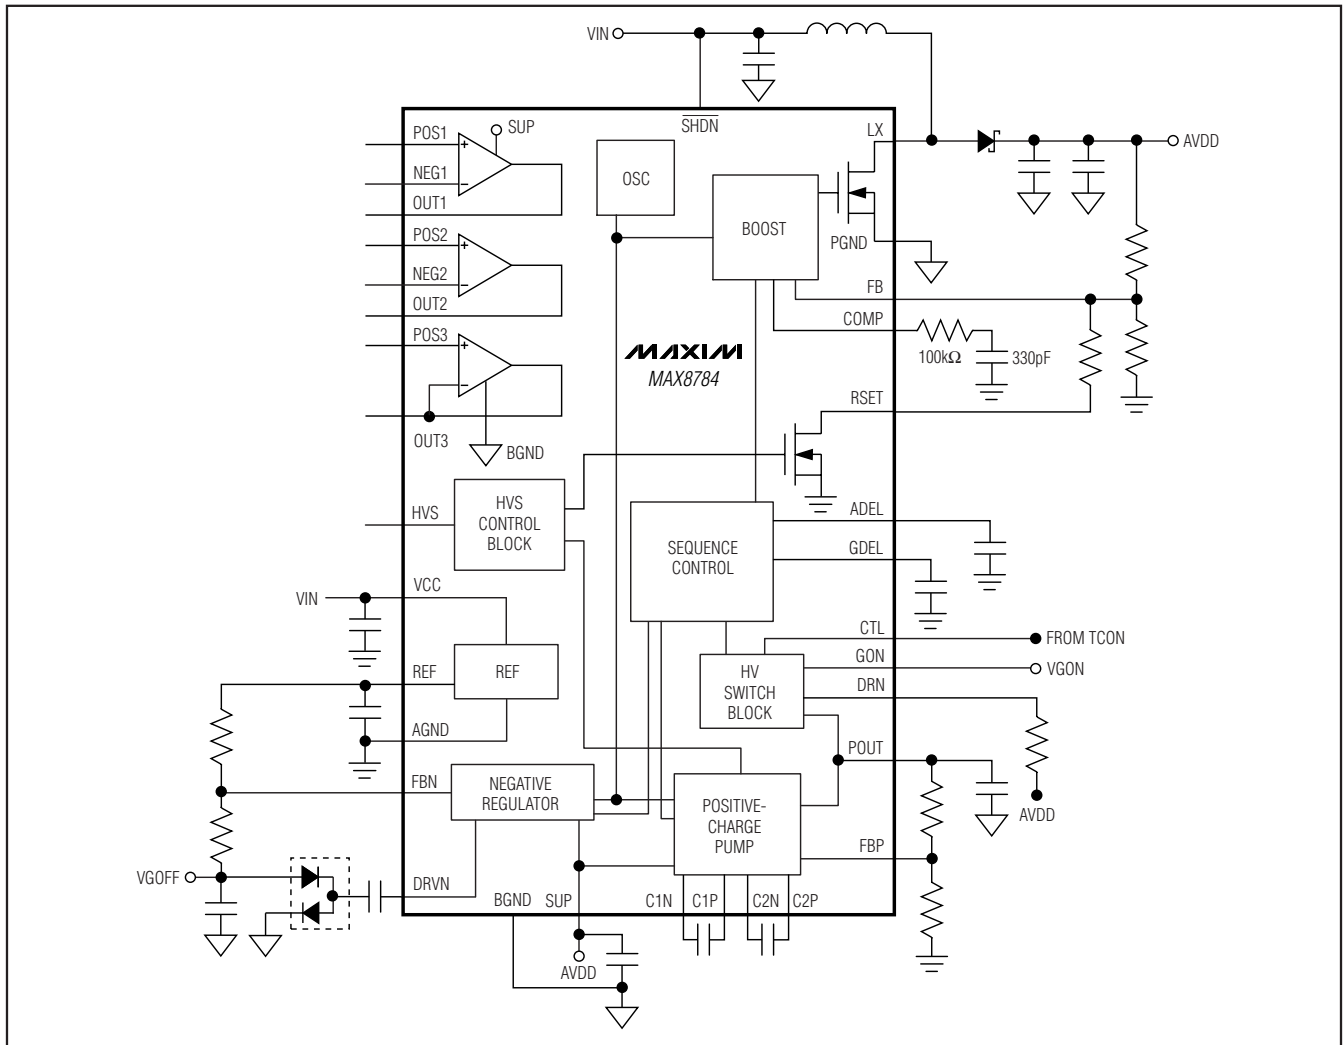 VIN
SHDN
POS1
SUP
LX
AVDD
NEG1
OSC
OUT1
BOOST
POS2
PGND
NEG2
FB
OUT2
COMP
POS3
MAXIM
MAX8784
100kΩ
330pF
RSET
OUT3
BGND
HVS
HVS
CONTROL
BLOCK
ADEL
SEQUENCE
CONTROL
GDEL
VCC
VIN
CTL
FROM TCON
GON
VGON
REF
REF
HV
SWITCH
BLOCK
DRN
AGND
POUT
FBN
NEGATIVE
REGULATOR
POSITIVE-
CHARGE
PUMP
AVDD
FBP
VGOFF
DRVN
BGND
SUP
C1N
C1P
C2N
C2P
AVDD